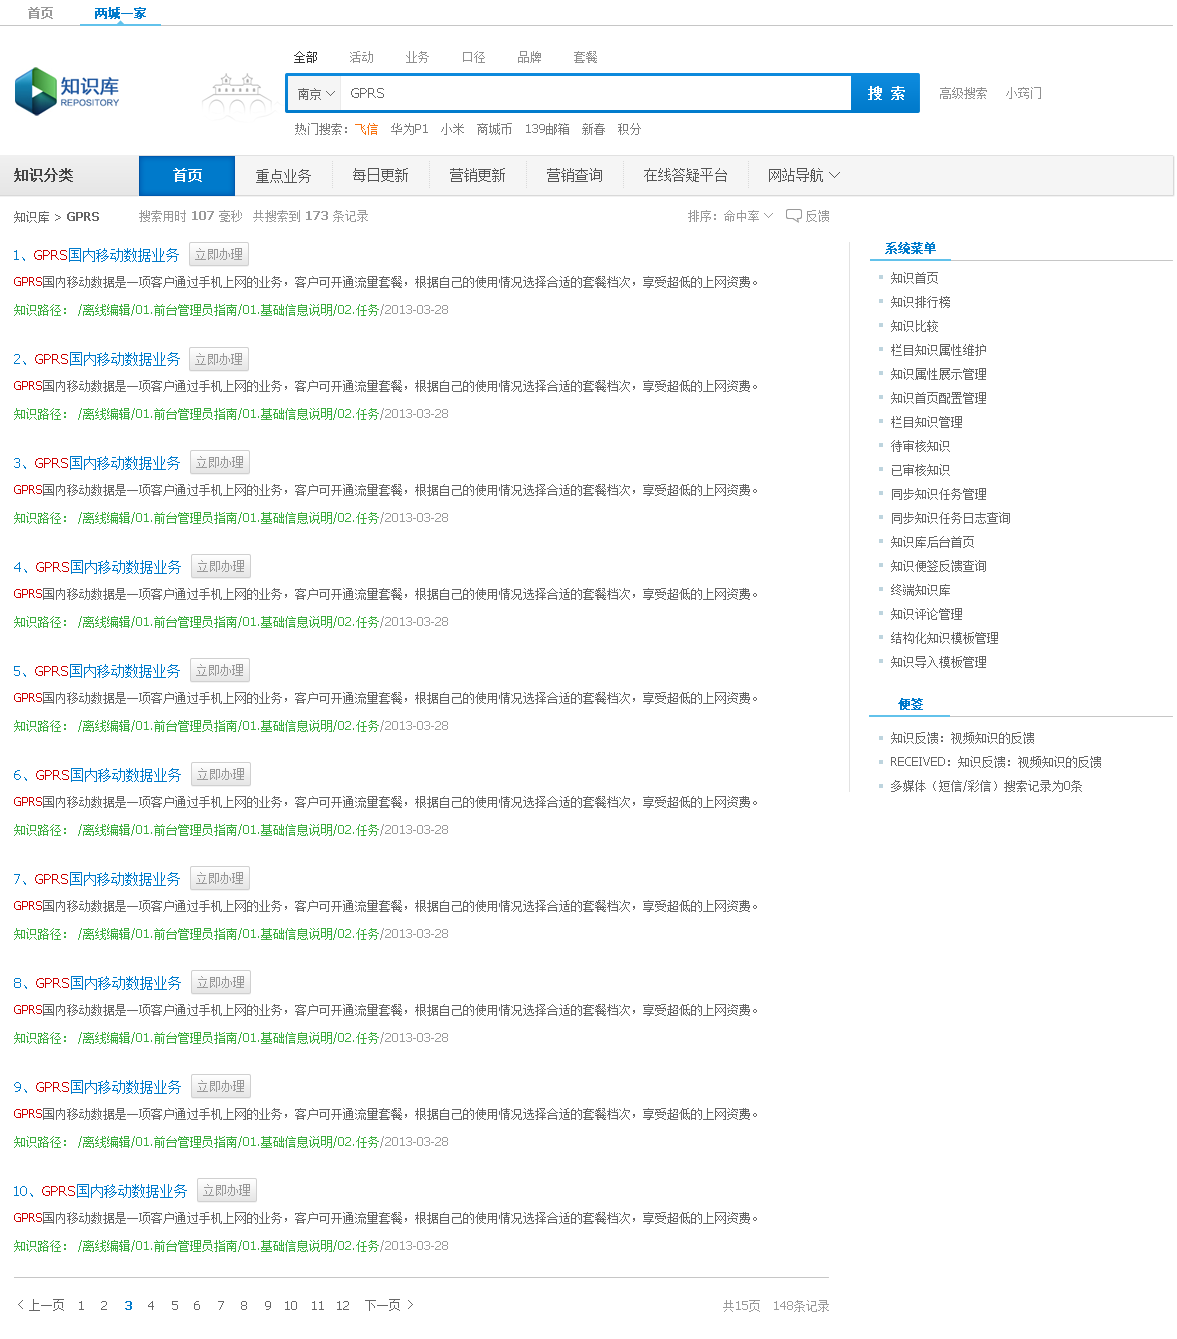 首页 两城一家
全部 活动 业务 口径 品牌 套餐
知识库
REPOSITORY
南京 GPRS 搜 索 高级搜索 小窍门
热门搜索：飞信 华为P1 小米 商城币 139邮箱 新春 积分
知识分类 首页 重点业务 每日更新 营销更新 营销查询 在线答疑平台 网站导航
知识库 > GPRS 搜索用时 107 毫秒 共搜索到 173 条记录 排序：命中率 反馈
1、GPRS国内移动数据业务 立即办理
GPRS国内移动数据是一项客户通过手机上网的业务，客户可开通流量套餐，根据自己的使用情况选择合适的套餐档次，享受超低的上网资费。
知识路径： /离线编辑/01.前台管理员指南/01.基础信息说明/02.任务/2013-03-28
2、GPRS国内移动数据业务 立即办理
GPRS国内移动数据是一项客户通过手机上网的业务，客户可开通流量套餐，根据自己的使用情况选择合适的套餐档次，享受超低的上网资费。
知识路径： /离线编辑/01.前台管理员指南/01.基础信息说明/02.任务/2013-03-28
3、GPRS国内移动数据业务 立即办理
GPRS国内移动数据是一项客户通过手机上网的业务，客户可开通流量套餐，根据自己的使用情况选择合适的套餐档次，享受超低的上网资费。
知识路径： /离线编辑/01.前台管理员指南/01.基础信息说明/02.任务/2013-03-28
4、GPRS国内移动数据业务 立即办理
GPRS国内移动数据是一项客户通过手机上网的业务，客户可开通流量套餐，根据自己的使用情况选择合适的套餐档次，享受超低的上网资费。
知识路径： /离线编辑/01.前台管理员指南/01.基础信息说明/02.任务/2013-03-28
5、GPRS国内移动数据业务 立即办理
GPRS国内移动数据是一项客户通过手机上网的业务，客户可开通流量套餐，根据自己的使用情况选择合适的套餐档次，享受超低的上网资费。
知识路径： /离线编辑/01.前台管理员指南/01.基础信息说明/02.任务/2013-03-28
6、GPRS国内移动数据业务 立即办理
GPRS国内移动数据是一项客户通过手机上网的业务，客户可开通流量套餐，根据自己的使用情况选择合适的套餐档次，享受超低的上网资费。
知识路径： /离线编辑/01.前台管理员指南/01.基础信息说明/02.任务/2013-03-28
7、GPRS国内移动数据业务 立即办理
GPRS国内移动数据是一项客户通过手机上网的业务，客户可开通流量套餐，根据自己的使用情况选择合适的套餐档次，享受超低的上网资费。
知识路径： /离线编辑/01.前台管理员指南/01.基础信息说明/02.任务/2013-03-28
8、GPRS国内移动数据业务 立即办理
GPRS国内移动数据是一项客户通过手机上网的业务，客户可开通流量套餐，根据自己的使用情况选择合适的套餐档次，享受超低的上网资费。
知识路径： /离线编辑/01.前台管理员指南/01.基础信息说明/02.任务/2013-03-28
9、GPRS国内移动数据业务 立即办理
GPRS国内移动数据是一项客户通过手机上网的业务，客户可开通流量套餐，根据自己的使用情况选择合适的套餐档次，享受超低的上网资费。
知识路径： /离线编辑/01.前台管理员指南/01.基础信息说明/02.任务/2013-03-28
10、GPRS国内移动数据业务 立即办理
GPRS国内移动数据是一项客户通过手机上网的业务，客户可开通流量套餐，根据自己的使用情况选择合适的套餐档次，享受超低的上网资费。
知识路径： /离线编辑/01.前台管理员指南/01.基础信息说明/02.任务/2013-03-28
上一页 1 2 3 4 5 6 7 8 9 10 11 12 下一页 共15页 148条记录
系统菜单
知识首页
知识排行榜
知识比较
栏目知识属性维护
知识属性展示管理
知识首页配置管理
栏目知识管理
待审核知识
已审核知识
同步知识任务管理
同步知识任务日志查询
知识库后台首页
知识便签反馈查询
终端知识库
知识评论管理
结构化知识模板管理
知识导入模板管理
便签
知识反馈：视频知识的反馈
RECEIVED：知识反馈：视频知识的反馈
多媒体（短信/彩信）搜索记录为0条